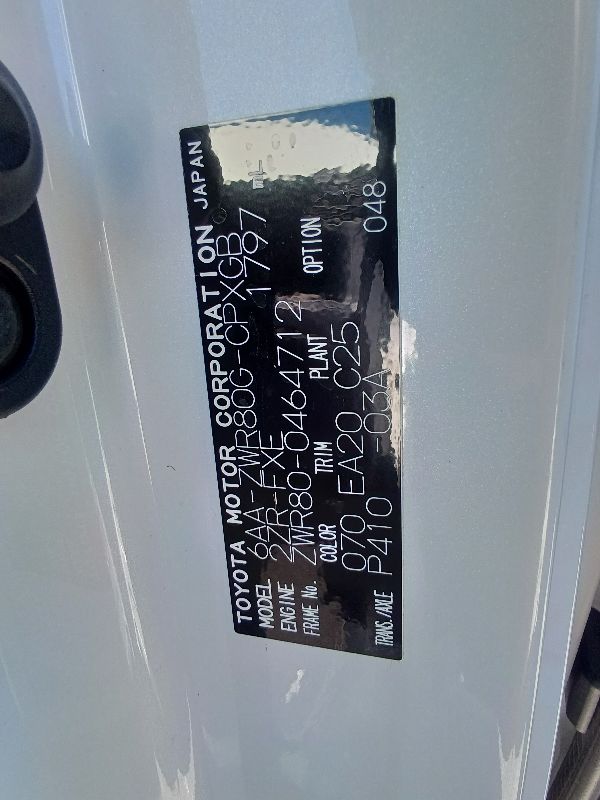 TOYOTA MOTOR CORPORATION JAPAN
MODEL 6AA-ZWR80G-CPXGB
ENGINE 2ZR-FXE 1797
FRAME No. ZWR80-0464712
COLOR TRIM PLANT OPTION
070 EA20 C25
TRANS./AXLE P410 -03A 048